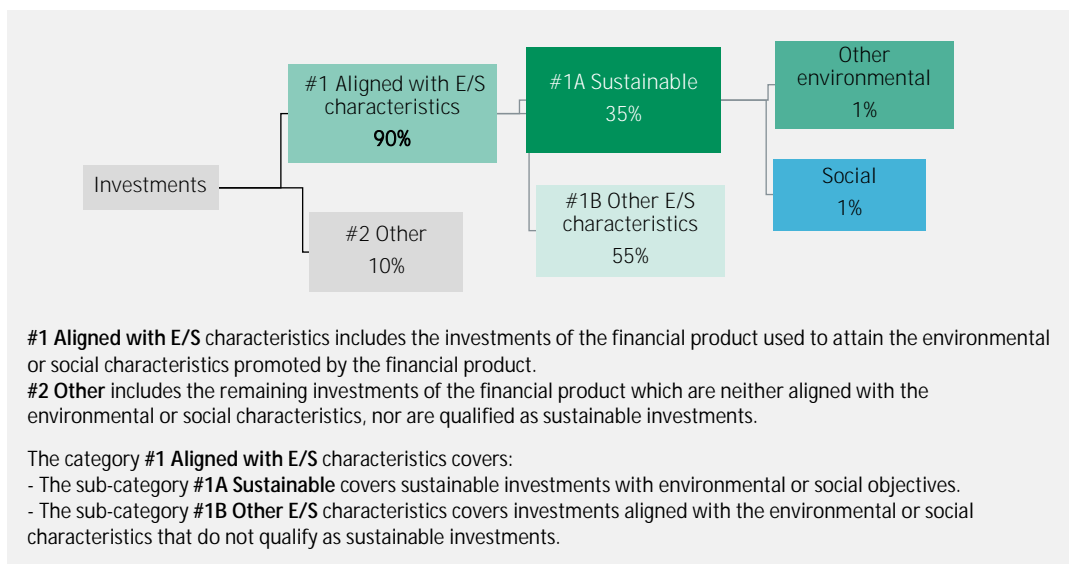 #1 Aligned with E/S
characteristics
90%
#1A Sustainable
35%
Other
environmental
1%
Investments
#2 Other
10%
#1B Other E/S
characteristics
55%
Social
1%
#1 Aligned with E/S characteristics includes the investments of the financial product used to attain the environmental
or social characteristics promoted by the financial product.
#2 Other includes the remaining investments of the financial product which are neither aligned with the
environmental or social characteristics, nor are qualified as sustainable investments.
The category #1 Aligned with E/S characteristics covers:
- The sub-category #1A Sustainable covers sustainable investments with environmental or social objectives.
- The sub-category #1B Other E/S characteristics covers investments aligned with the environmental or social
characteristics that do not qualify as sustainable investments.